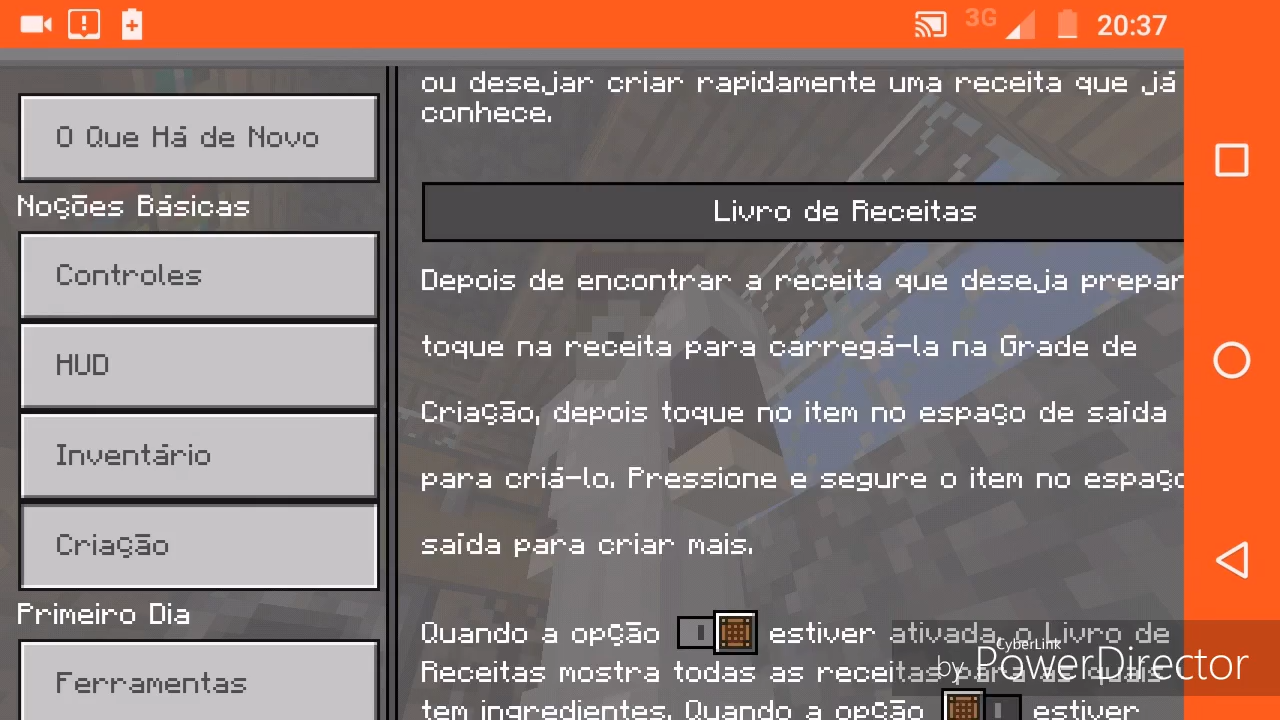 3G
20:37
O Que Há de Novo
Noções Básicas
Controles
HUD
Inventário
Criação
Primeiro Dia
Ferramentas
ou desejar criar rapidamente uma receita que já
conhece.
Livro de Receitas
Depois de encontrar a receita que deseja prepar
toque na receita para carregá-la na Grade de
Criação, depois toque no item no espaço de saída
para criá-lo. Pressione e segure o item no espaço
saída para criar mais.
Quando a opção estiver ativada, o Livro de
Receitas mostra todas as receitas para as quais
tem ingredientes. Quando a opção estiver
CyberLink
by PowerDirector